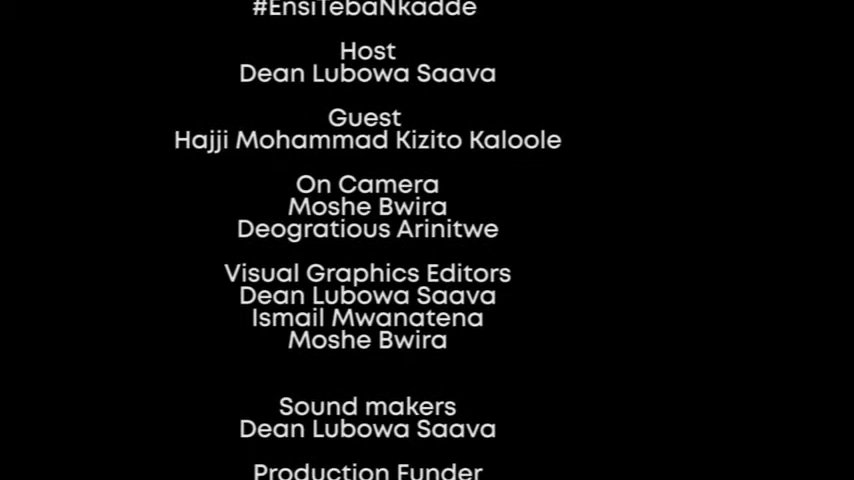 #EnsiTebaNkadde
Host
Dean Lubowa Saava
Guest
Hajji Mohammad Kizito Kaloole
On Camera
Moshe Bwira
Deogratious Arinitwe
Visual Graphics Editors
Dean Lubowa Saava
Ismail Mwanatena
Moshe Bwira
Sound makers
Dean Lubowa Saava
Production Funder